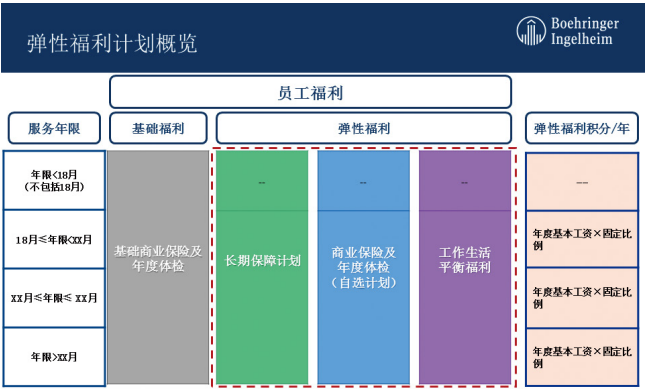 弹性福利计划概览
Boehringer
Ingelheim
员工福利
服务年限
基础福利
弹性福利
弹性福利积分/年
年限<18月
(不包括18月)
--
--
--
--
18月≤年限<XX月
年度基本工资×固定比
例
基础商业保险及
年度体检
长期保障计划
商业保险及
年度体检
(自选计划)
工作生活
平衡福利
XX月≤年限≤ XX月
年度基本工资×固定比
例
年限>XX月
年度基本工资×固定比
例